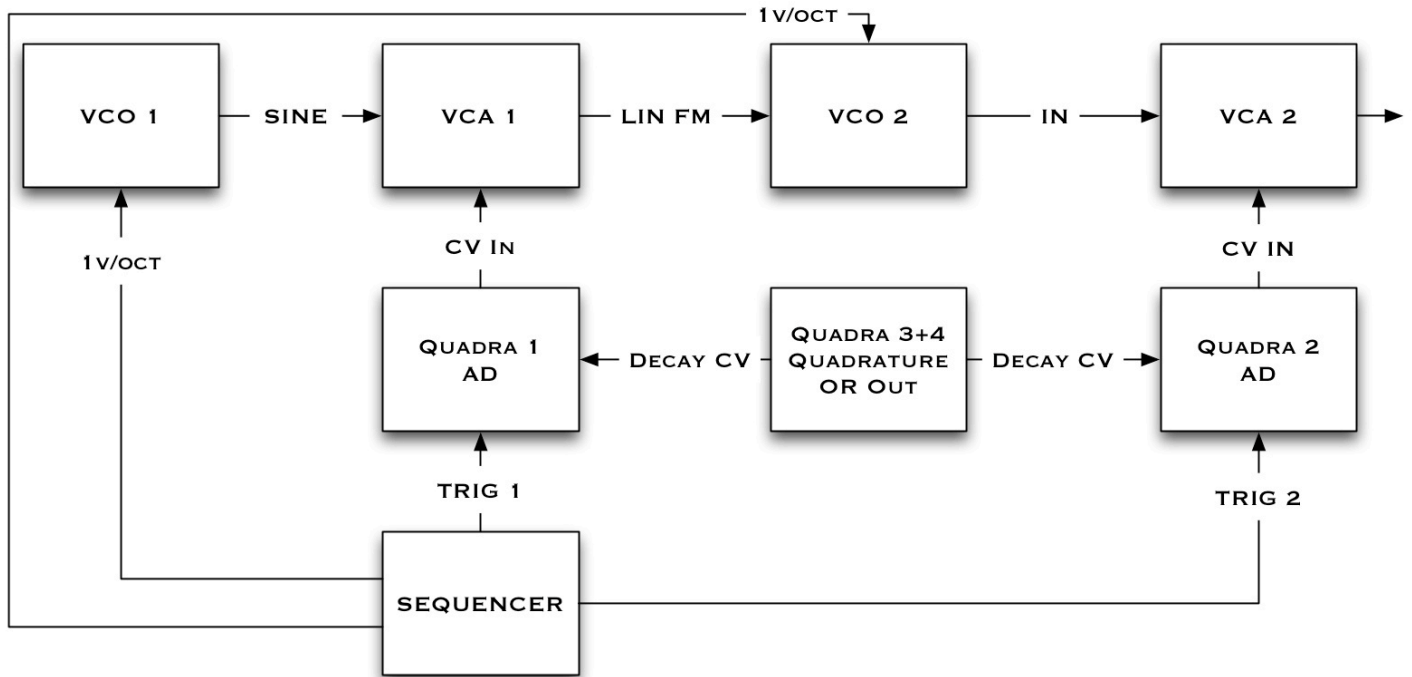 1 V/OCT
VCO 1
SINE
VCA 1
LIN FM
VCO 2
IN
VCA 2
1 V/OCT
CV IN
CV IN
QUADRA 1
AD
DECAY CV
QUADRA 3+4
QUADRATURE
OR OUT
DECAY CV
QUADRA 2
AD
TRIG 1
TRIG 2
SEQUENCER